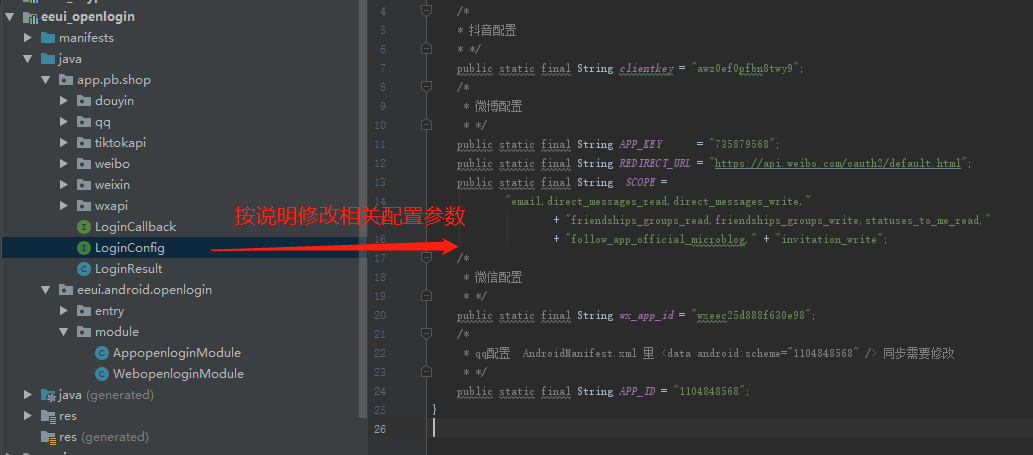 eeui_openlogin
manifests
java
app.pb.shop
douyin
qq
tiktokapi
weibo
weixin
wxapi
LoginCallback
LoginConfig
LoginResult
eeui.android.openlogin
entry
module
AppopenloginModule
WebopenloginModule
java (generated)
res
res (generated)
按说明修改相关配置参数
4 /*
5 * 抖音配置
6 * */
7 public static final String clientkey = "awz0ef0pfbn8twy9";
8 /*
9 * 微博配置
10 * */
11 public static final String APP_KEY = "735879568";
12 public static final String REDIRECT_URL = "https://api.weibo.com/oauth2/default.html";
13 public static final String SCOPE =
14 "email,direct_messages_read,direct_messages_write,"
15 + "friendships_groups_read,friendships_groups_write,statuses_to_me_read,"
16 + "follow_app_official_microblog," + "invitation_write";
17 /*
18 * 微信配置
19 * */
20 public static final String wx_app_id = "wxeec25d888f630e98";
21 /*
22 * qq配置 AndroidManifest.xml 里 <data android:scheme="1104848568" /> 同步需要修改
23 * */
24 public static final String APP_ID = "1104848568";
25 }
26